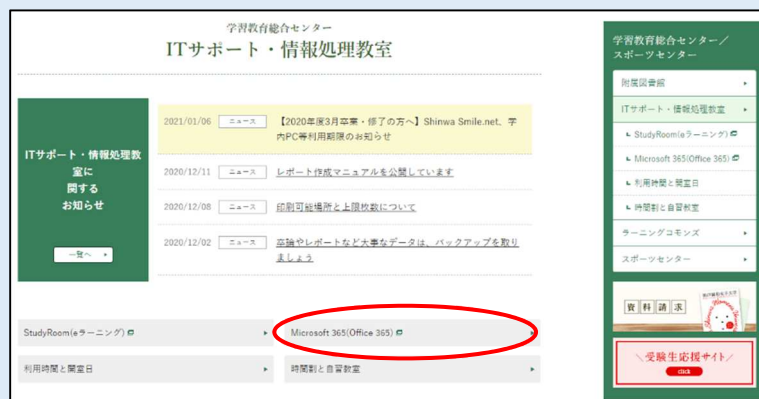 学習教育総合センター
ITサポート・情報処理教室
ITサポート・情報処理教
室に
関する
お知らせ
一覧へ
2021/01/06 ニュース 【2020年度3月卒業・修了の方へ】Shinwa Smile.net、学
内PC等利用期限のお知らせ
2020/12/11 ニュース レポート作成マニュアルを公開しています
2020/12/08 ニュース 印刷可能場所と上限枚数について
2020/12/02 ニュース 卒論やレポートなど大事なデータは、バックアップを取り
ましょう
StudyRoom(eラーニング)
Microsoft 365(Office 365)
利用時間と開室日
時間割と自習教室
学習教育総合センター／
スポーツセンター
附属図書館
ITサポート・情報処理教室
StudyRoom(eラーニング)
Microsoft 365(Office 365)
利用時間と開室日
時間割と自習教室
ラーニングコモンズ
スポーツセンター
資料請求
＼受験生応援サイト／
click